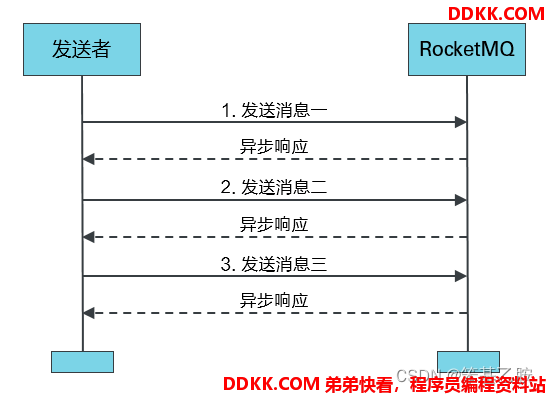 DDKK.COM
发送者
RocketMQ
1. 发送消息一
异步响应
2. 发送消息二
异步响应
3. 发送消息三
异步响应
CSDN @
DDKK.COM 弟弟快看，程序员编程资料站